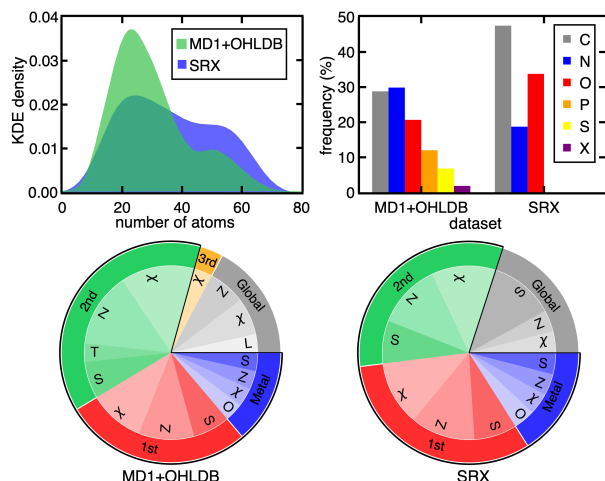 0.04
0.03
0.02
0.01
0.00
KDE density
MD1+OHLDB
SRX
0
20
40
60
80
number of atoms
50
40
30
20
10
0
frequency (%)
C
N
O
P
S
X
MD1+OHLDB
SRX
dataset
2nd
3rd
Global
Metal
1st
χ
Z
T
S
χ
Z
S
O
χ
Z
S
L
χ
Z
χ
MD1+OHLDB
2nd
Global
Metal
1st
χ
Z
S
χ
Z
S
O
χ
Z
S
χ
Z
S
SRX